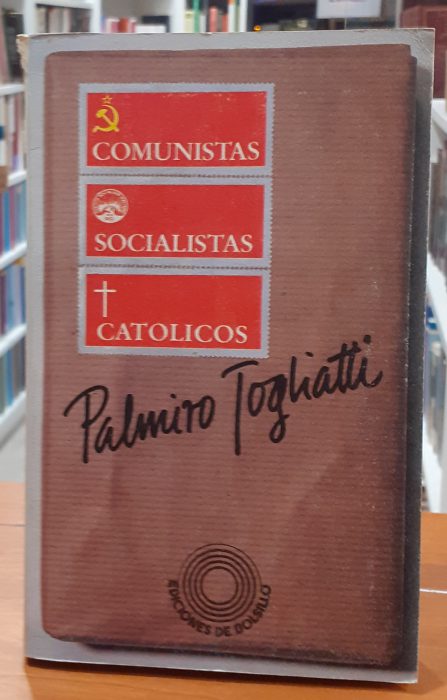 COMUNISTAS
SOCIALISTAS
CATOLICOS
Palmiro Togliatti
EDICIONES DE BOLSILLO